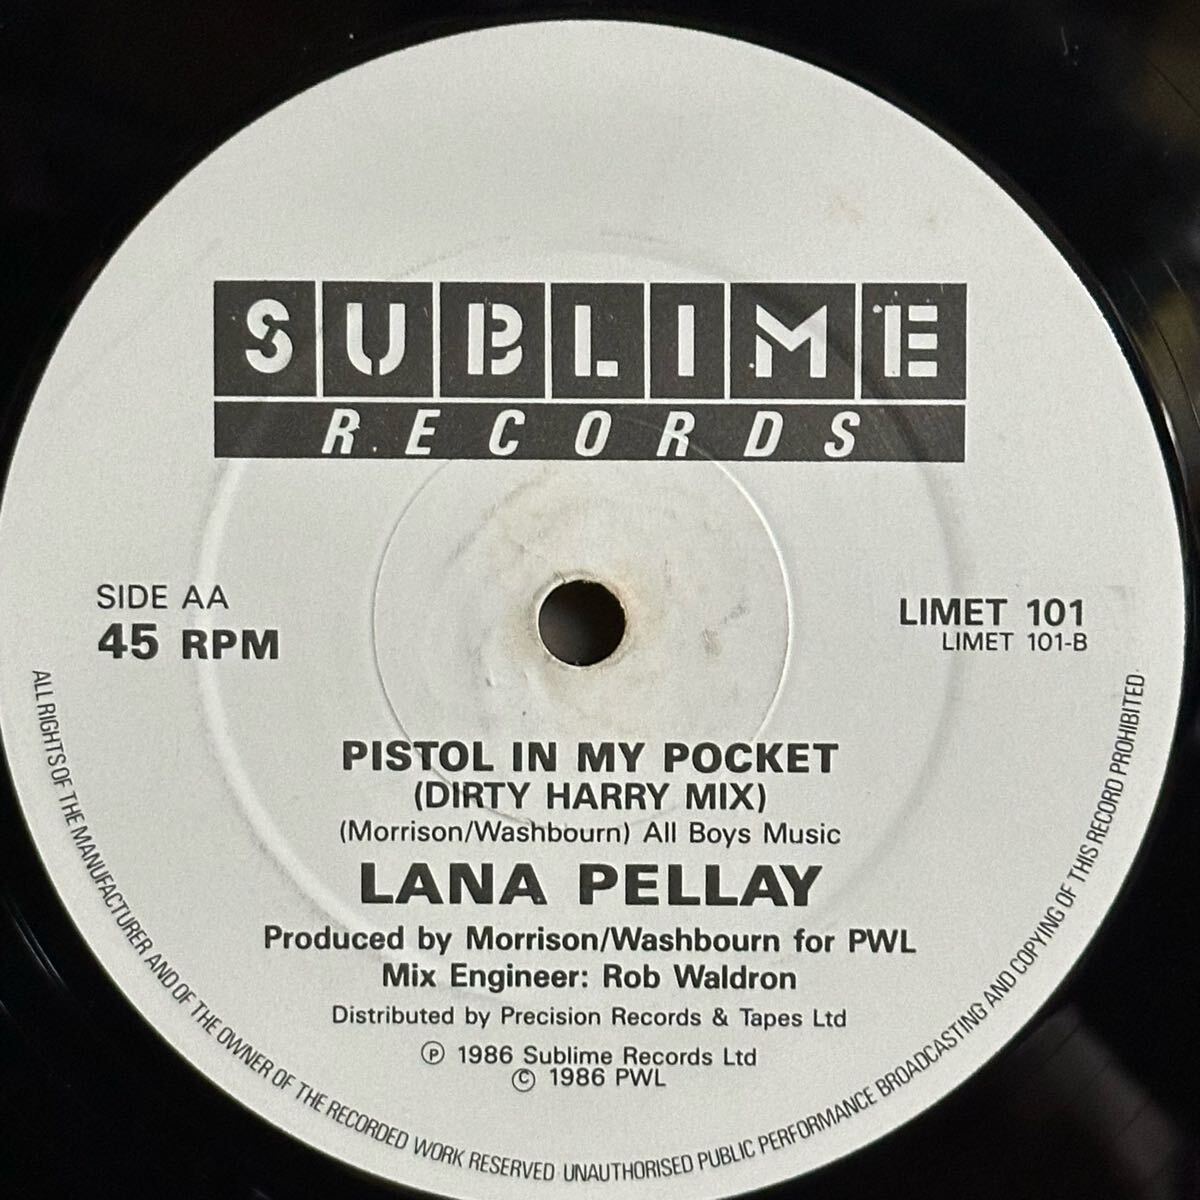 SUBLIME
RECORDS
SIDE AA
45 RPM
LIMET 101
LIMET 101-B
PISTOL IN MY POCKET
(DIRTY HARRY MIX)
(Morrison/Washbourn) All Boys Music
LANA PELLAY
Produced by Morrison/Washbourn for PWL
Mix Engineer: Rob Waldron
Distributed by Precision Records & Tapes Ltd
Ⓟ 1986 Sublime Records Ltd
© 1986 PWL
ALL RIGHTS OF THE MANUFACTURER AND OF THE OWNER OF THE RECORDED WORK RESERVED UNAUTHORISED PUBLIC PERFORMANCE BROADCASTING AND COPYING OF THIS RECORD PROHIBITED